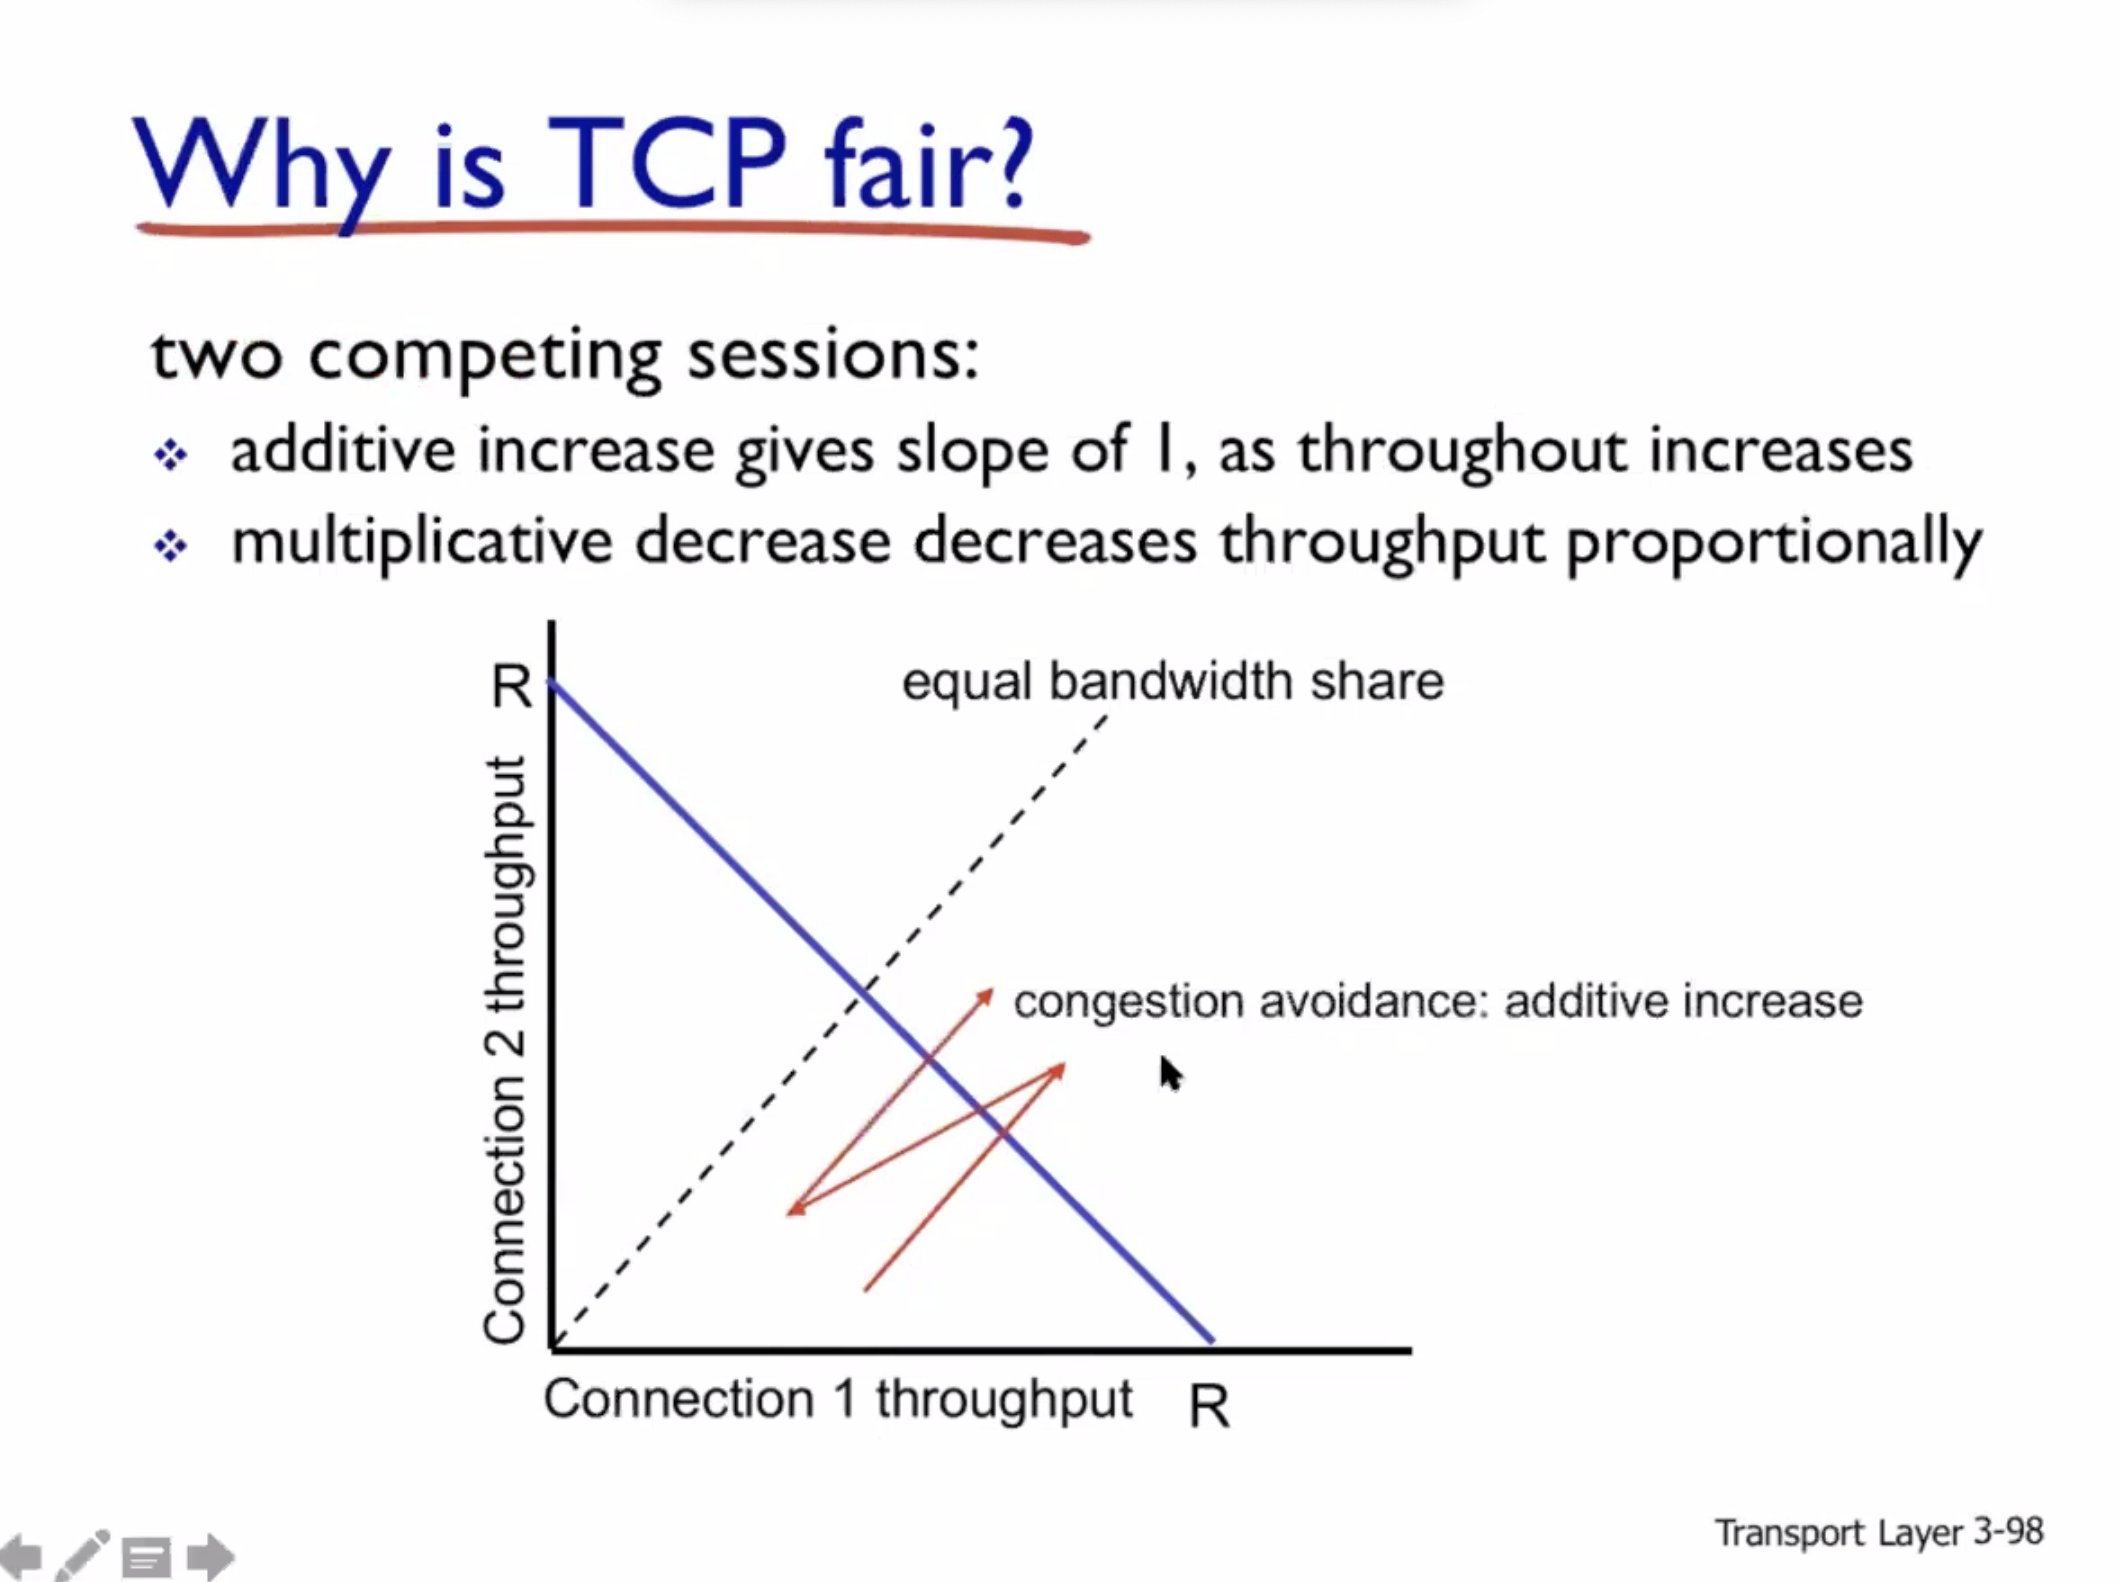 Why is TCP fair?
two competing sessions:
additive increase gives slope of 1, as throughout increases
multiplicative decrease decreases throughput proportionally
R
equal bandwidth share
Connection 2 throughput
congestion avoidance: additive increase
Connection 1 throughput R
Transport Layer 3-98